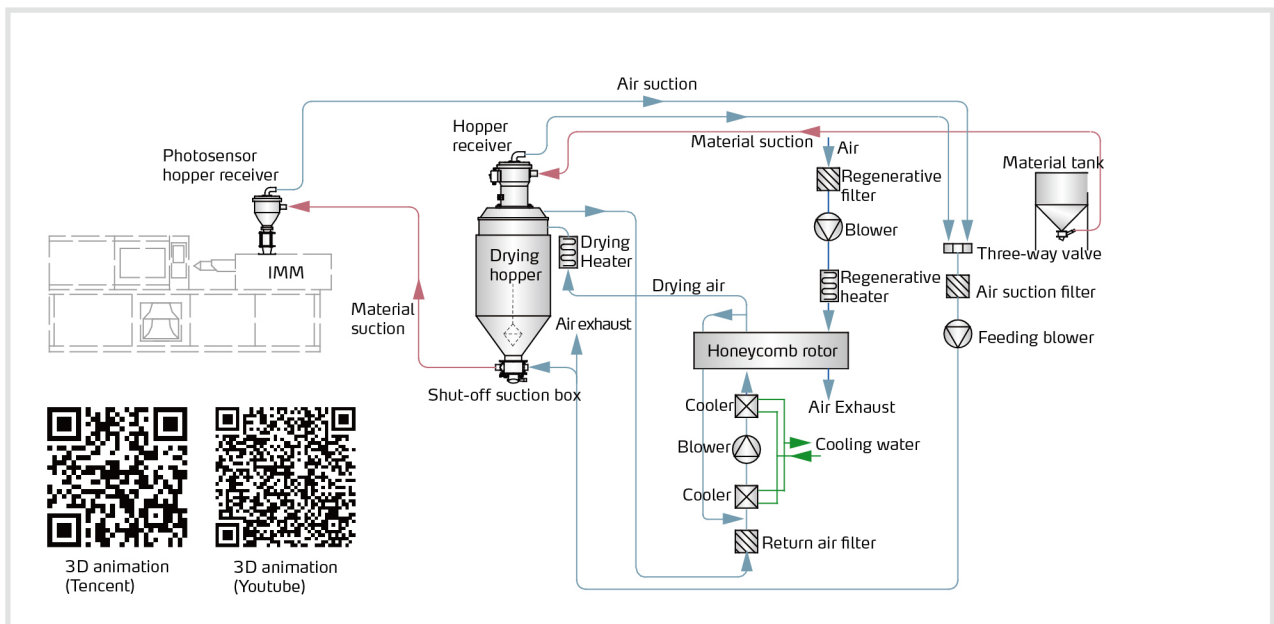 Air suction
Hopper
receiver
Material suction
Air
Photosensor
hopper receiver
Material tank
Regenerative
filter
Blower
Drying
Heater
Drying
hopper
Three-way valve
IMM
Regenerative
heater
Drying air
Air suction filter
Material
suction
Air exhaust
Feeding blower
Honeycomb rotor
Shut-off suction box
Cooler
Air Exhaust
Blower
Cooling water
Cooler
Return air filter
3D animation
(Tencent)
3D animation
(Youtube)